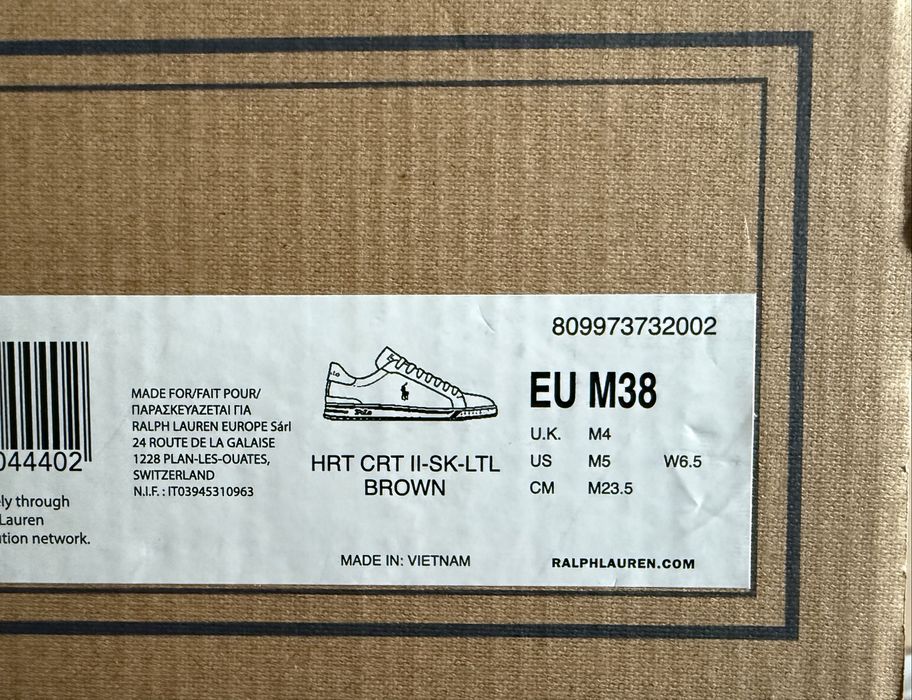 809973732002
044402
ly through
Lauren
tion network.
MADE FOR/FAIT POUR/
ΠΑΡΑΣΚΕΥΑΖΕΤΑΙ ΓΙΑ
RALPH LAUREN EUROPE Sárl
24 ROUTE DE LA GALAISE
1228 PLAN-LES-OUATES,
SWITZERLAND
N.I.F. : IT03945310963
Polo
HRT CRT II-SK-LTL
BROWN
MADE IN: VIETNAM
EU M38
U.K. M4
US M5 W6.5
CM M23.5
RALPHLAUREN.COM